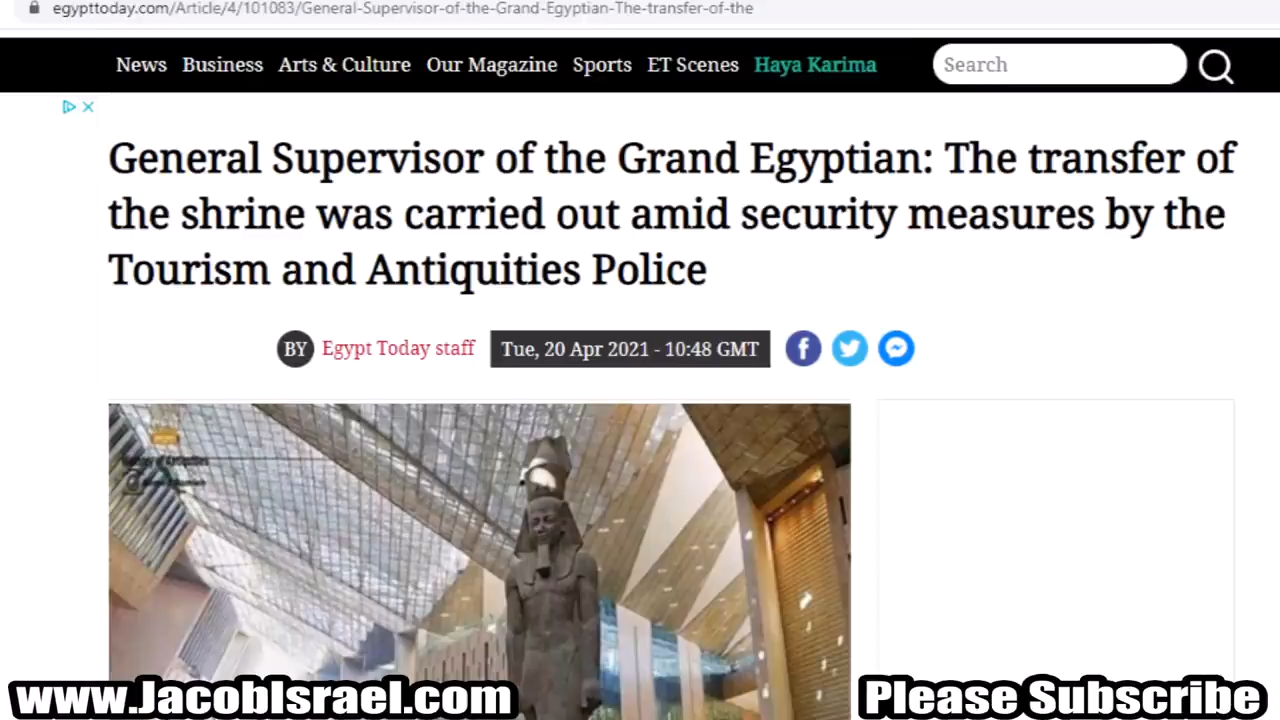 egypttoday.com/Article/4/101083/General-Supervisor-of-the-Grand-Egyptian-The-transfer-of-the
News Business Arts & Culture Our Magazine Sports ET Scenes Haya Karima Search
General Supervisor of the Grand Egyptian: The transfer of
the shrine was carried out amid security measures by the
Tourism and Antiquities Police
BY Egypt Today staff Tue, 20 Apr 2021 - 10:48 GMT
www.JacobIsrael.com Please Subscribe